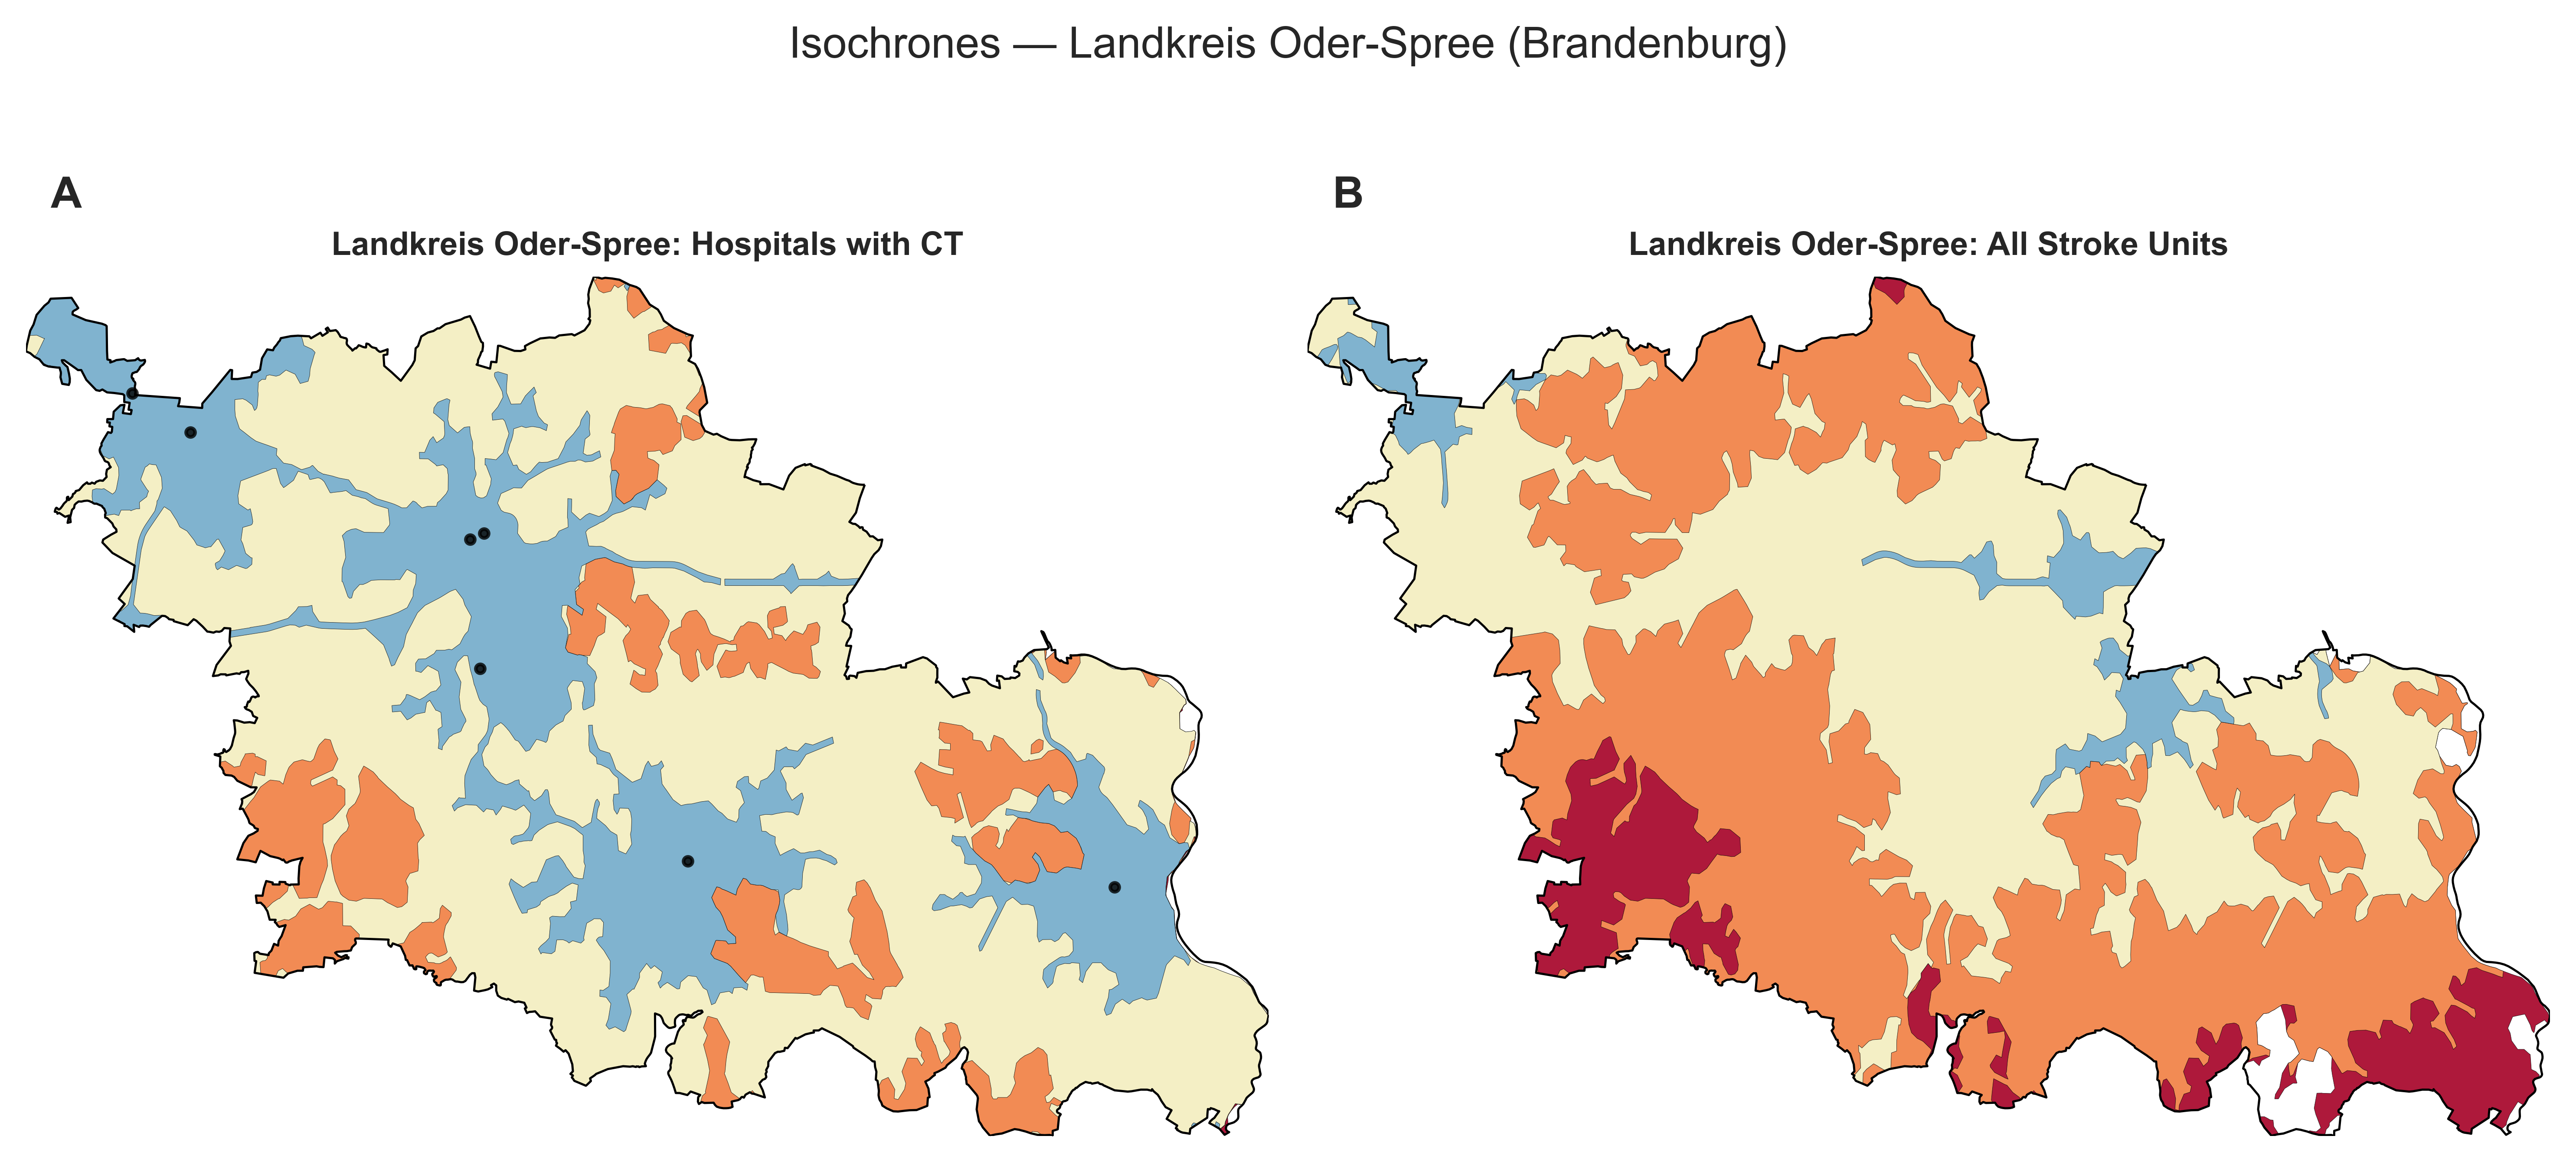 Isochrones — Landkreis Oder-Spree (Brandenburg)
A
B
Landkreis Oder-Spree: Hospitals with CT
Landkreis Oder-Spree: All Stroke Units